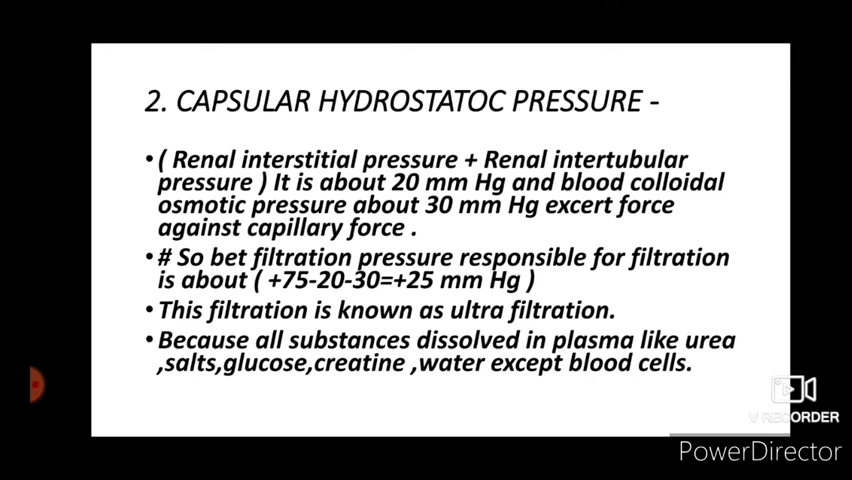 2. CAPSULAR HYDROSTATOC PRESSURE -
• ( Renal interstitial pressure + Renal intertubular
pressure ) It is about 20 mm Hg and blood colloidal
osmotic pressure about 30 mm Hg excert force
against capillary force .
• # So bet filtration pressure responsible for filtration
is about ( +75-20-30=+25 mm Hg )
• This filtration is known as ultra filtration.
• Because all substances dissolved in plasma like urea
,salts,glucose,creatine ,water except blood cells.
V RECORDER
PowerDirector